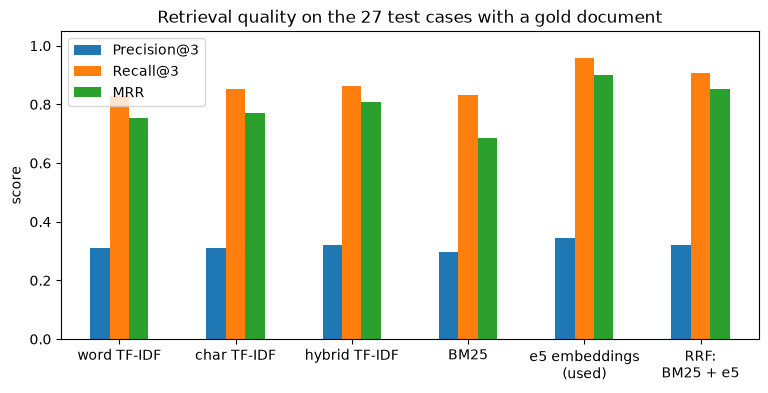 Retrieval quality on the 27 test cases with a gold document
Precision@3
Recall@3
MRR
score
1.0
0.8
0.6
0.4
0.2
0.0
word TF-IDF
char TF-IDF
hybrid TF-IDF
BM25
e5 embeddings
(used)
RRF:
BM25 + e5